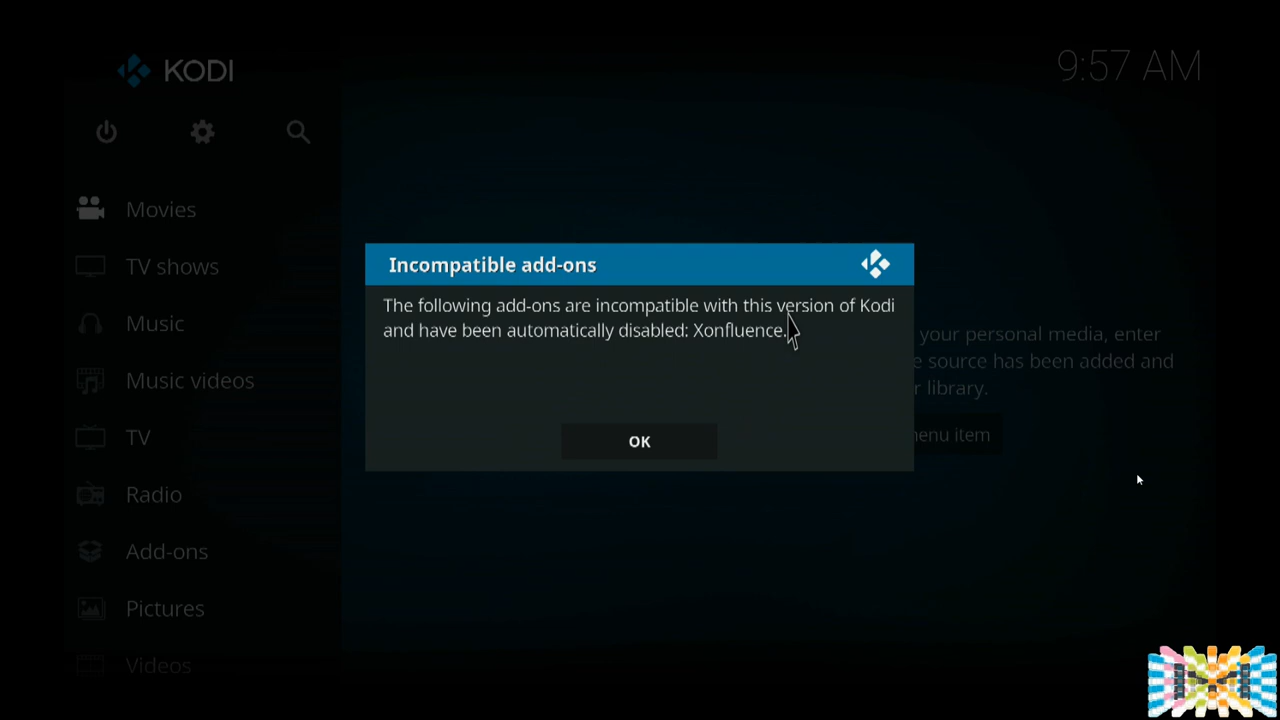 KODI
9:57 AM
Movies
TV shows
Music
Music videos
TV
Radio
Add-ons
Pictures
Videos
Incompatible add-ons
The following add-ons are incompatible with this version of Kodi
and have been automatically disabled: Xonfluence.
OK
your personal media, enter
source has been added and
library.
item